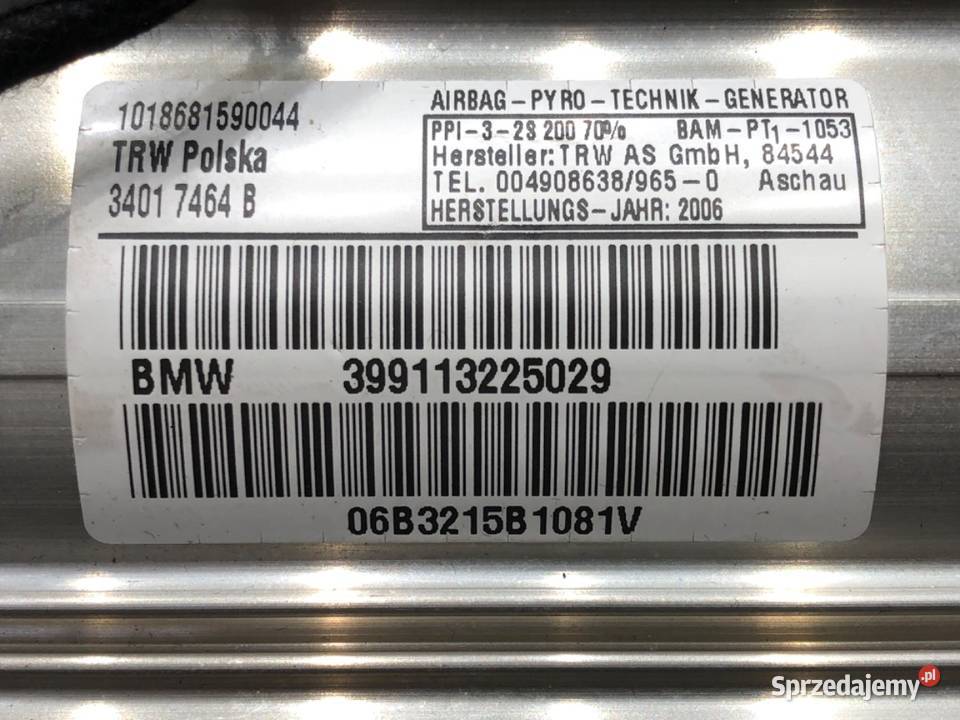 1018681590044
TRW Polska
3401 7464 B
AIRBAG-PYRO-TECHNIK-GENERATOR
PPI-3-2S 200 70% BAM-PT1-1053
Hersteller: TRW AS GmbH, 84544
TEL. 004908638/965-0 Aschau
HERSTELLUNGS-JAHR: 2006
BMW 399113225029
06B3215B1081V
Sprzedajemy.pl